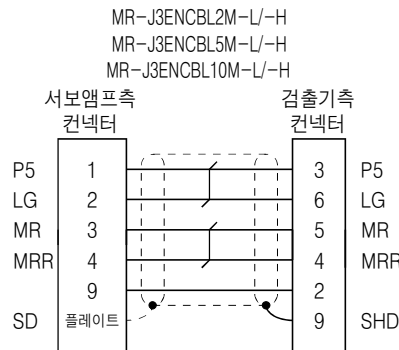 MR-J3ENCBL2M-L/-H
MR-J3ENCBL5M-L/-H
MR-J3ENCBL10M-L/-H
서보앰프측 컨넥터
검출기측 컨넥터
P5 1 3 P5
LG 2 6 LG
MR 3 5 MR
MRR 4 4 MRR
9 2
SD 플레이트 9 SHD